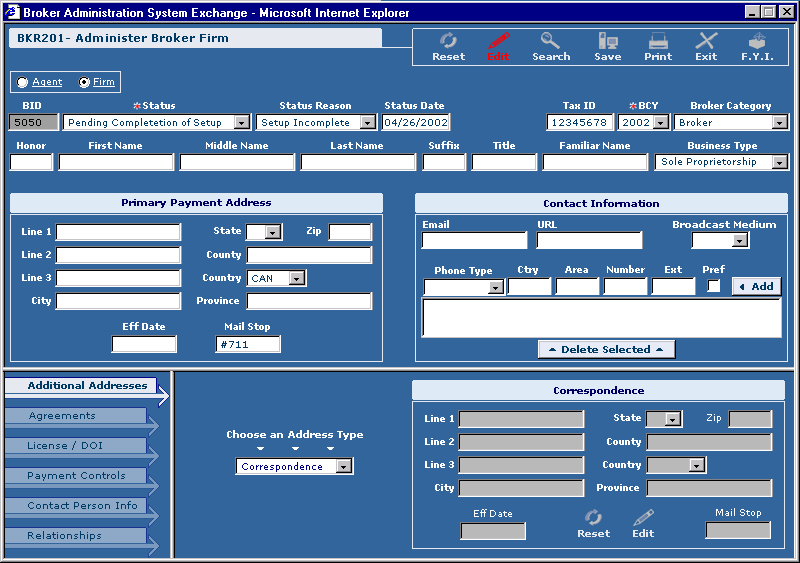 Broker Administration System Exchange - Microsoft Internet Explorer
BKR201- Administer Broker Firm
Reset Edit Search Save Print Exit F.Y.I.
Agent Firm
BID *Status Status Reason Status Date Tax ID *BCY Broker Category
5050 Pending Completetion of Setup Setup Incomplete 04/26/2002 12345678 2002 Broker
Honor First Name Middle Name Last Name Suffix Title Familiar Name Business Type
Sole Proprietorship
Primary Payment Address
Line 1 State Zip
Line 2 County
Line 3 Country CAN
City Province
Eff Date Mail Stop
#711
Contact Information
Email URL Broadcast Medium
Phone Type Ctry Area Number Ext Pref
Add
Delete Selected
Additional Addresses
Agreements
License / DOI
Payment Controls
Contact Person Info
Relationships
Choose an Address Type
Correspondence
Correspondence
Line 1 State Zip
Line 2 County
Line 3 Country
City Province
Eff Date Reset Edit Mail Stop